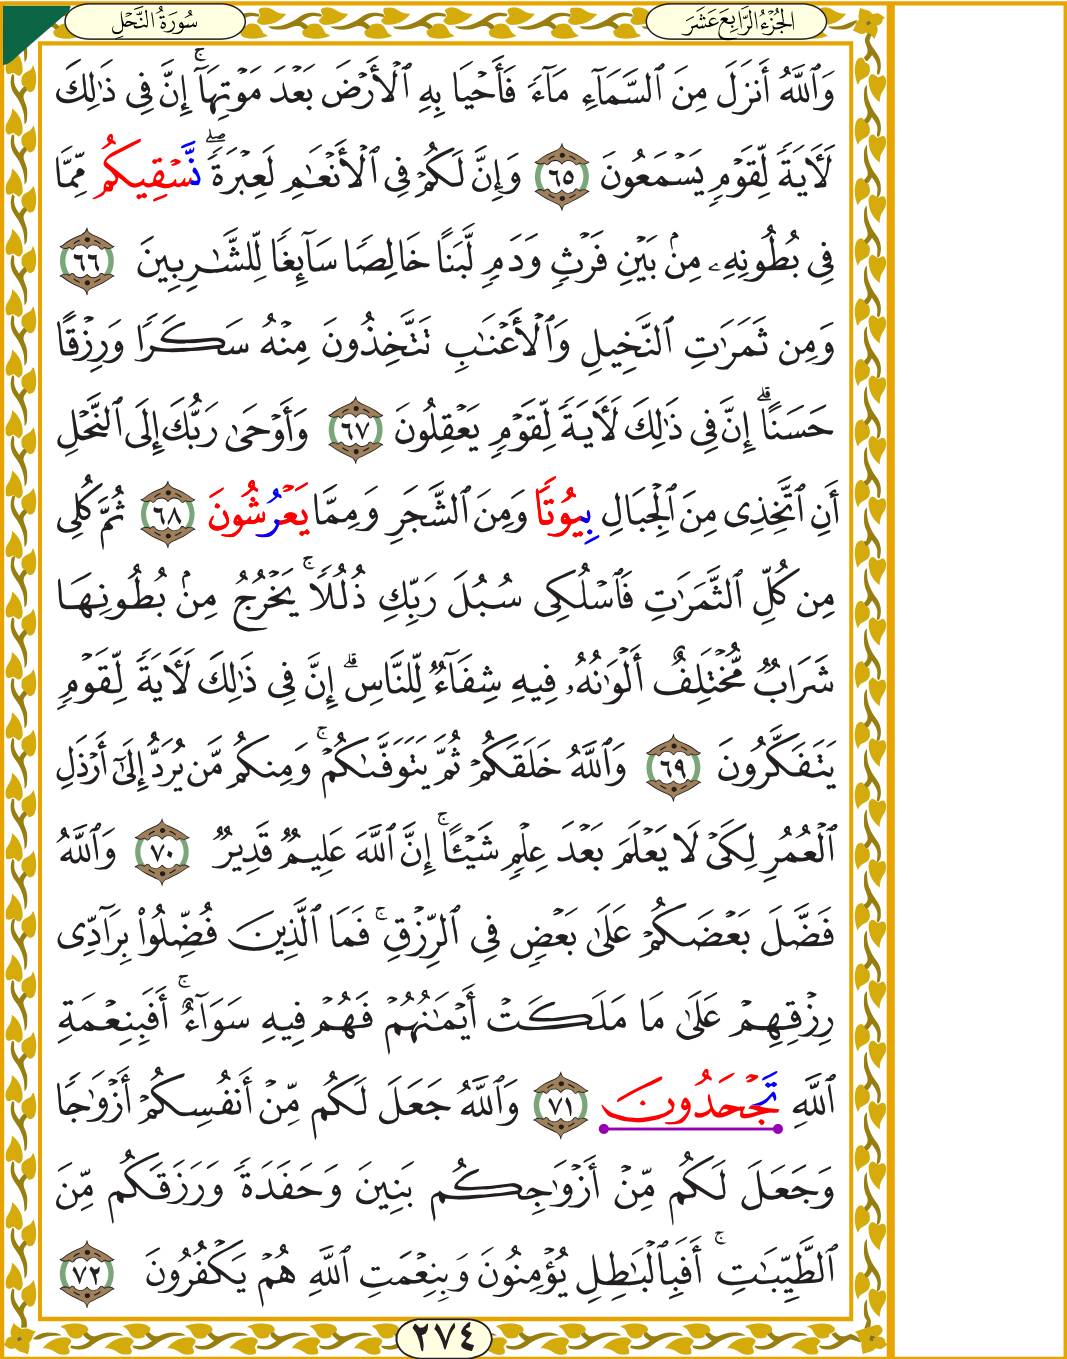 الجُزْءُ الرَّابِعَ عَشَرَ
سُورَةُ النَّحْلِ
وَٱللَّهُ أَنزَلَ مِنَ ٱلسَّمَآءِ مَآءً فَأَحْيَا بِهِ ٱلْأَرْضَ بَعْدَ مَوْتِهَآ ۚ إِنَّ فِى ذَٰلِكَ
لَـَٔايَةً لِّقَوْمٍ يَسْمَعُونَ ٦٥ وَإِنَّ لَكُمْ فِى ٱلْأَنْعَـٰمِ لَعِبْرَةً ۖ نَّسْقِيكُم مِّمَّا
فِى بُطُونِهِۦ مِنۢ بَيْنِ فَرْثٍ وَدَمٍ لَّبَنًا خَالِصًا سَآئِغًا لِّلشَّـٰرِبِينَ ٦٦
وَمِن ثَمَرَٰتِ ٱلنَّخِيلِ وَٱلْأَعْنَـٰبِ تَتَّخِذُونَ مِنْهُ سَكَرًا وَرِزْقًا
حَسَنًا ۗ إِنَّ فِى ذَٰلِكَ لَـَٔايَةً لِّقَوْمٍ يَعْقِلُونَ ٦٧ وَأَوْحَىٰ رَبُّكَ إِلَى ٱلنَّحْلِ
أَنِ ٱتَّخِذِى مِنَ ٱلْجِبَالِ بِيُوتًا وَمِنَ ٱلشَّجَرِ وَمِمَّا يَعْرُشُونَ ٦٨ ثُمَّ كُلِى
مِن كُلِّ ٱلثَّمَرَٰتِ فَٱسْلُكِى سُبُلَ رَبِّكِ ذُلُلًا ۚ يَخْرُجُ مِنۢ بُطُونِهَا
شَرَابٌ مُّخْتَلِفٌ أَلْوَٰنُهُۥ فِيهِ شِفَآءٌ لِّلنَّاسِ ۗ إِنَّ فِى ذَٰلِكَ لَـَٔايَةً لِّقَوْمٍ
يَتَفَكَّرُونَ ٦٩ وَٱللَّهُ خَلَقَكُمْ ثُمَّ يَتَوَفَّىٰكُمْ ۚ وَمِنكُم مَّن يُرَدُّ إِلَىٰٓ أَرْذَلِ
ٱلْعُمُرِ لِكَىْ لَا يَعْلَمَ بَعْدَ عِلْمٍ شَيْـًٔا ۚ إِنَّ ٱللَّهَ عَلِيمٌ قَدِيرٌ ٧٠ وَٱللَّهُ
فَضَّلَ بَعْضَكُمْ عَلَىٰ بَعْضٍ فِى ٱلرِّزْقِ ۚ فَمَا ٱلَّذِينَ فُضِّلُوا۟ بِرَآدِّى
رِزْقِهِمْ عَلَىٰ مَا مَلَكَتْ أَيْمَـٰنُهُمْ فَهُمْ فِيهِ سَوَآءٌ ۚ أَفَبِنِعْمَةِ
ٱللَّهِ تَجْحَدُونَ ٧١ وَٱللَّهُ جَعَلَ لَكُم مِّنْ أَنفُسِكُمْ أَزْوَٰجًا
وَجَعَلَ لَكُم مِّنْ أَزْوَٰجِكُم بَنِينَ وَحَفَدَةً وَرَزَقَكُم مِّنَ
ٱلطَّيِّبَـٰتِ ۚ أَفَبِٱلْبَـٰطِلِ يُؤْمِنُونَ وَبِنِعْمَتِ ٱللَّهِ هُمْ يَكْفُرُونَ ٧٢
٢٧٤